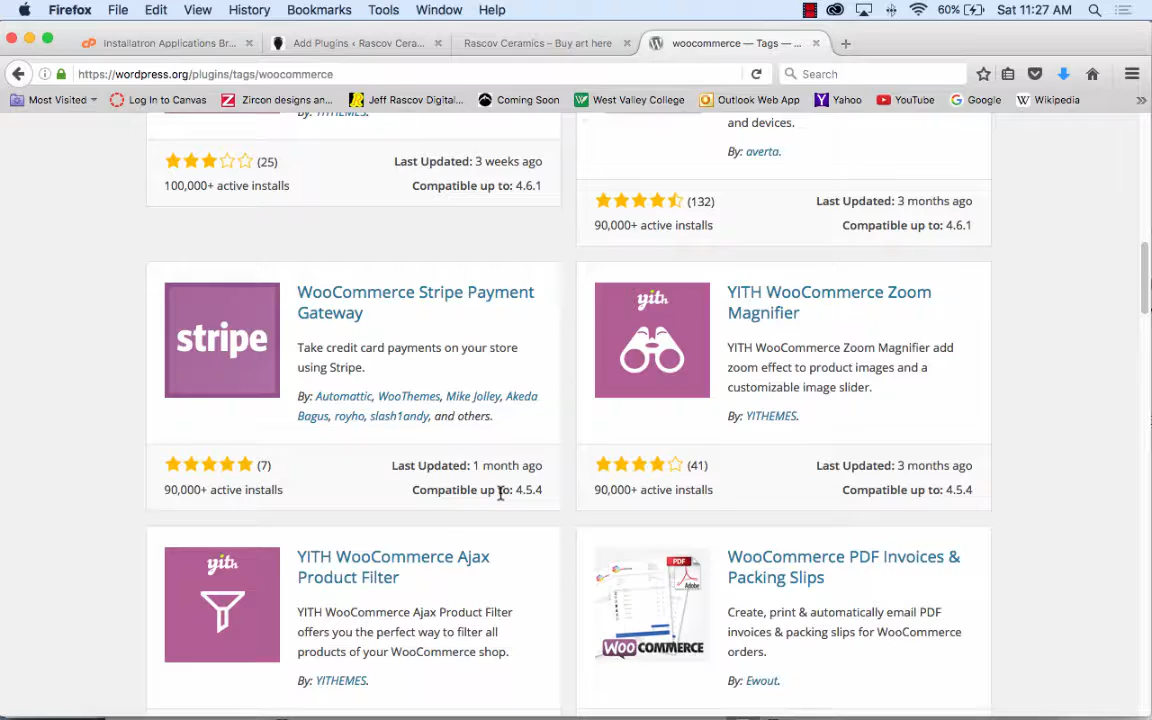 Firefox File Edit View History Bookmarks Tools Window Help 60% Sat 11:27 AM
Installatron Applications Br... Add Plugins ‹ Rascov Cera... Rascov Ceramics – Buy art here woocommerce — Tags — ...
https://wordpress.org/plugins/tags/woocommerce Search
Most Visited Log In to Canvas Zircon designs an... Jeff Rascov Digital... Coming Soon West Valley College Outlook Web App Yahoo YouTube Google Wikipedia
By: YITHEMES.
(25) Last Updated: 3 weeks ago
100,000+ active installs Compatible up to: 4.6.1
and devices.
By: averta.
(132) Last Updated: 3 months ago
90,000+ active installs Compatible up to: 4.6.1
stripe
WooCommerce Stripe Payment
Gateway
Take credit card payments on your store
using Stripe.
By: Automattic, WooThemes, Mike Jolley, Akeda
Bagus, royho, slash1andy, and others.
(7) Last Updated: 1 month ago
90,000+ active installs Compatible up to: 4.5.4
yith
YITH WooCommerce Zoom
Magnifier
YITH WooCommerce Zoom Magnifier add
zoom effect to product images and a
customizable image slider.
By: YITHEMES.
(41) Last Updated: 3 months ago
90,000+ active installs Compatible up to: 4.5.4
yith
YITH WooCommerce Ajax
Product Filter
YITH WooCommerce Ajax Product Filter
offers you the perfect way to filter all
products of your WooCommerce shop.
By: YITHEMES.
PDF
Adobe
WOO COMMERCE
WooCommerce PDF Invoices &
Packing Slips
Create, print & automatically email PDF
invoices & packing slips for WooCommerce
orders.
By: Ewout.